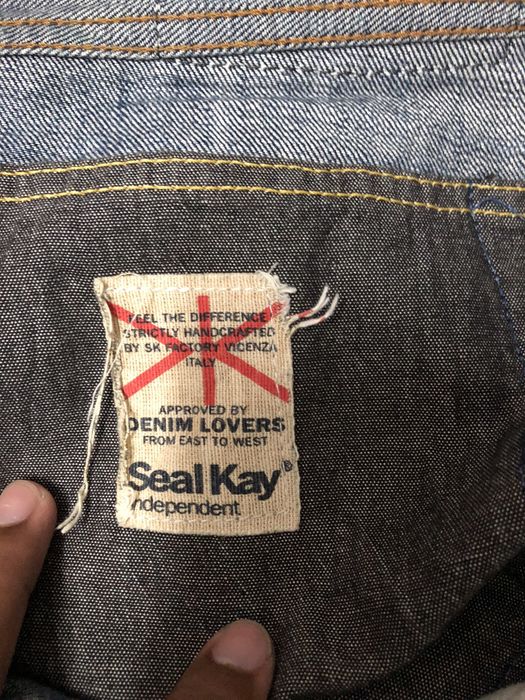 FEEL THE DIFFERENCE
STRICTLY HANDCRAFTED
BY SK FACTORY VICENZA
ITALY
APPROVED BY
DENIM LOVERS
FROM EAST TO WEST
Seal Kay®
independent